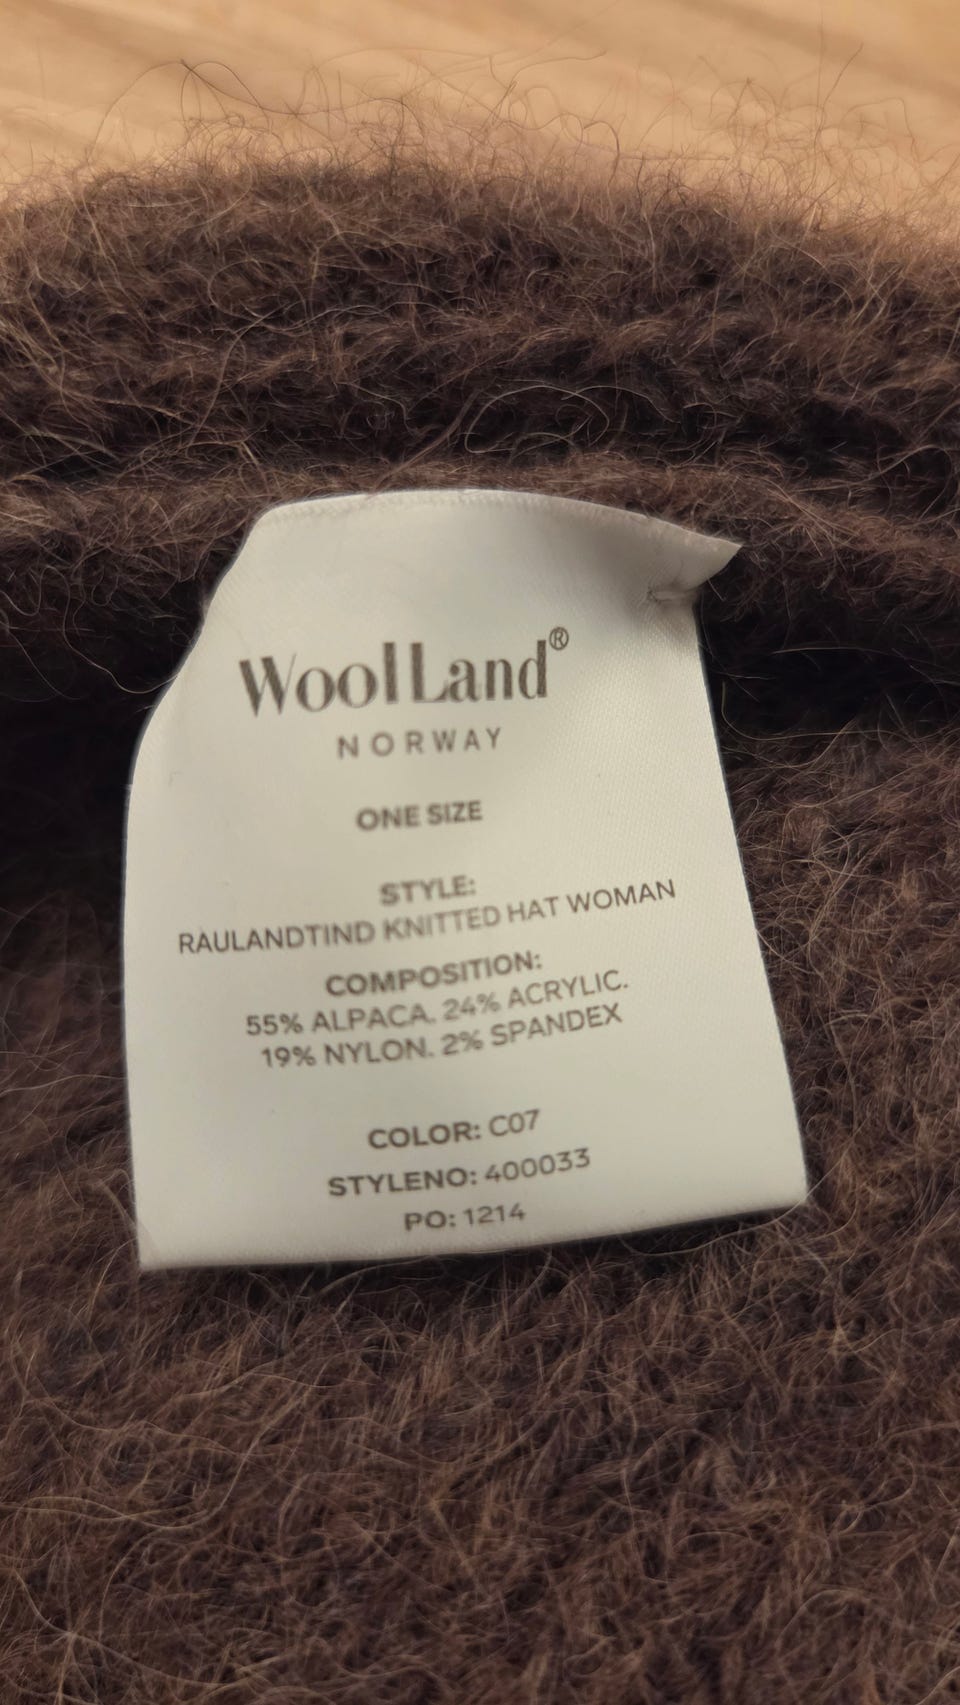 WoolLand®
NORWAY
ONE SIZE
STYLE:
RAULANDTIND KNITTED HAT WOMAN
COMPOSITION:
55% ALPACA. 24% ACRYLIC.
19% NYLON. 2% SPANDEX
COLOR: C07
STYLENO: 400033
PO: 1214